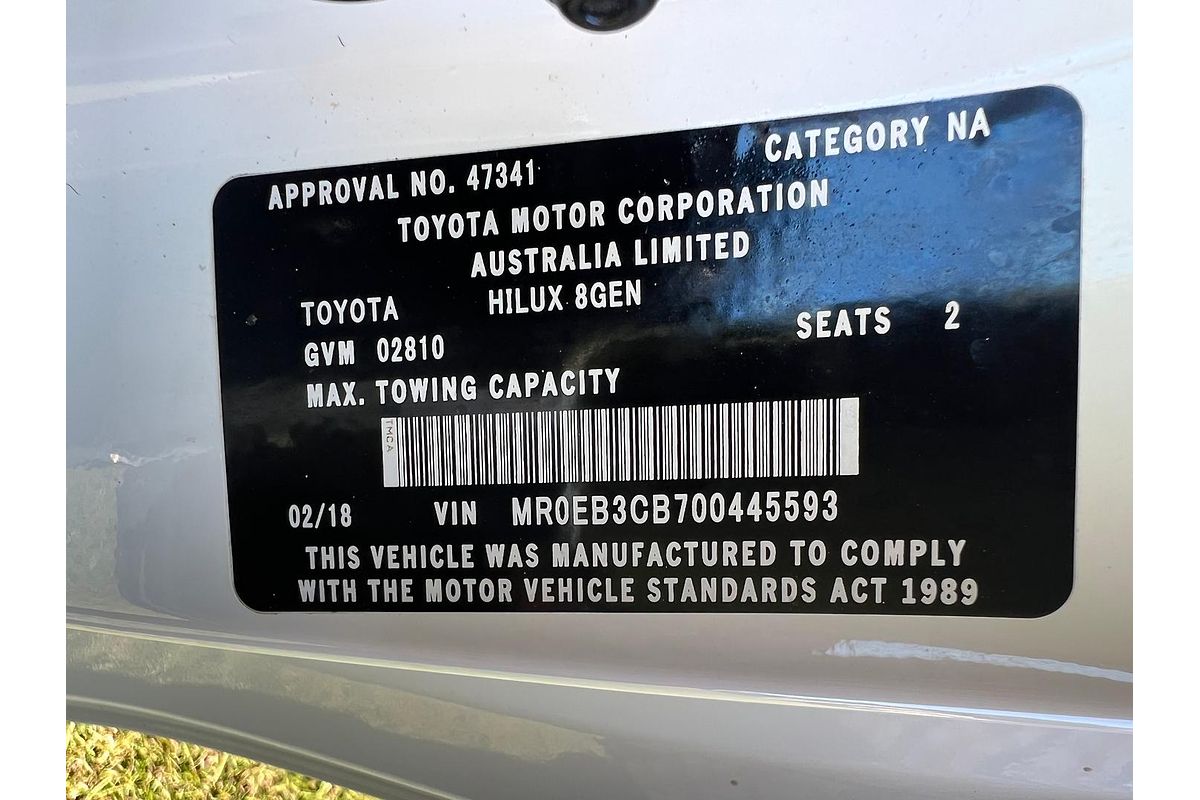 APPROVAL NO. 47341 CATEGORY NA
TOYOTA MOTOR CORPORATION
AUSTRALIA LIMITED
TOYOTA HILUX 8GEN
GVM 02810 SEATS 2
MAX. TOWING CAPACITY
TMCA
02/18 VIN MR0EB3CB700445593
THIS VEHICLE WAS MANUFACTURED TO COMPLY
WITH THE MOTOR VEHICLE STANDARDS ACT 1989